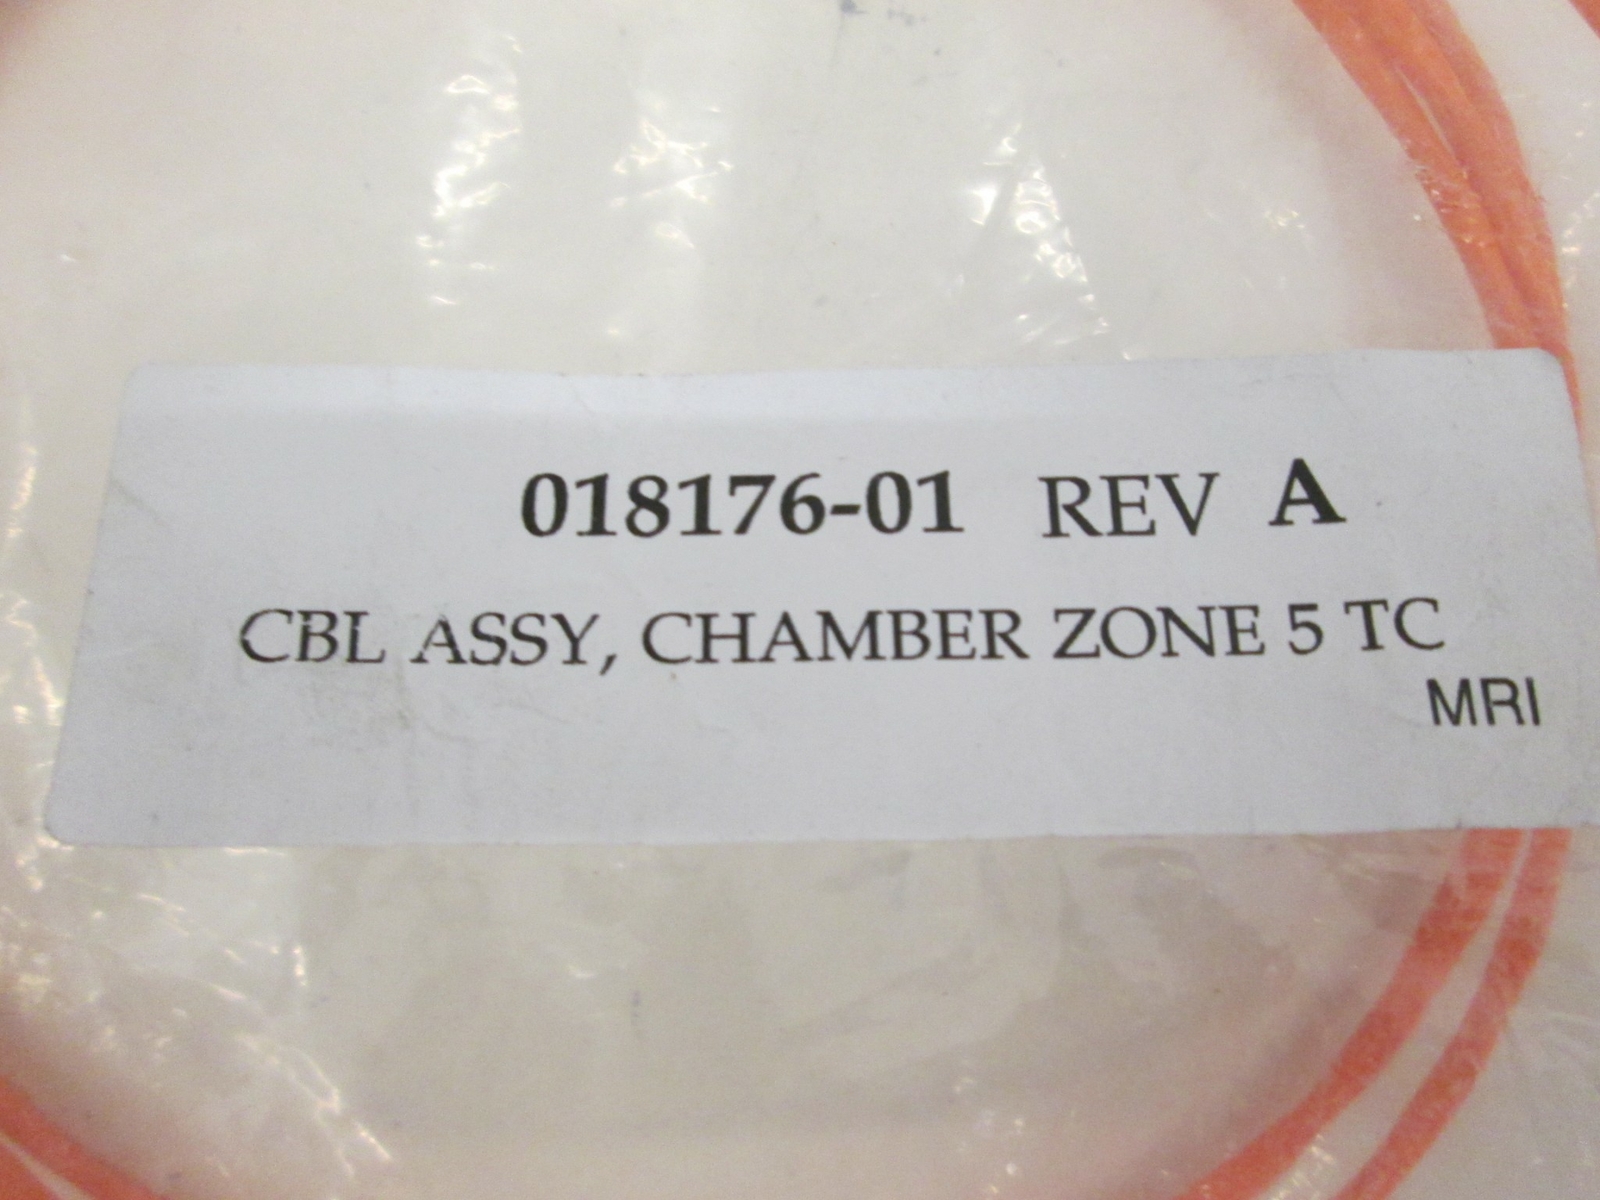 018176-01 REV A
CBL ASSY, CHAMBER ZONE 5 TC
MRI